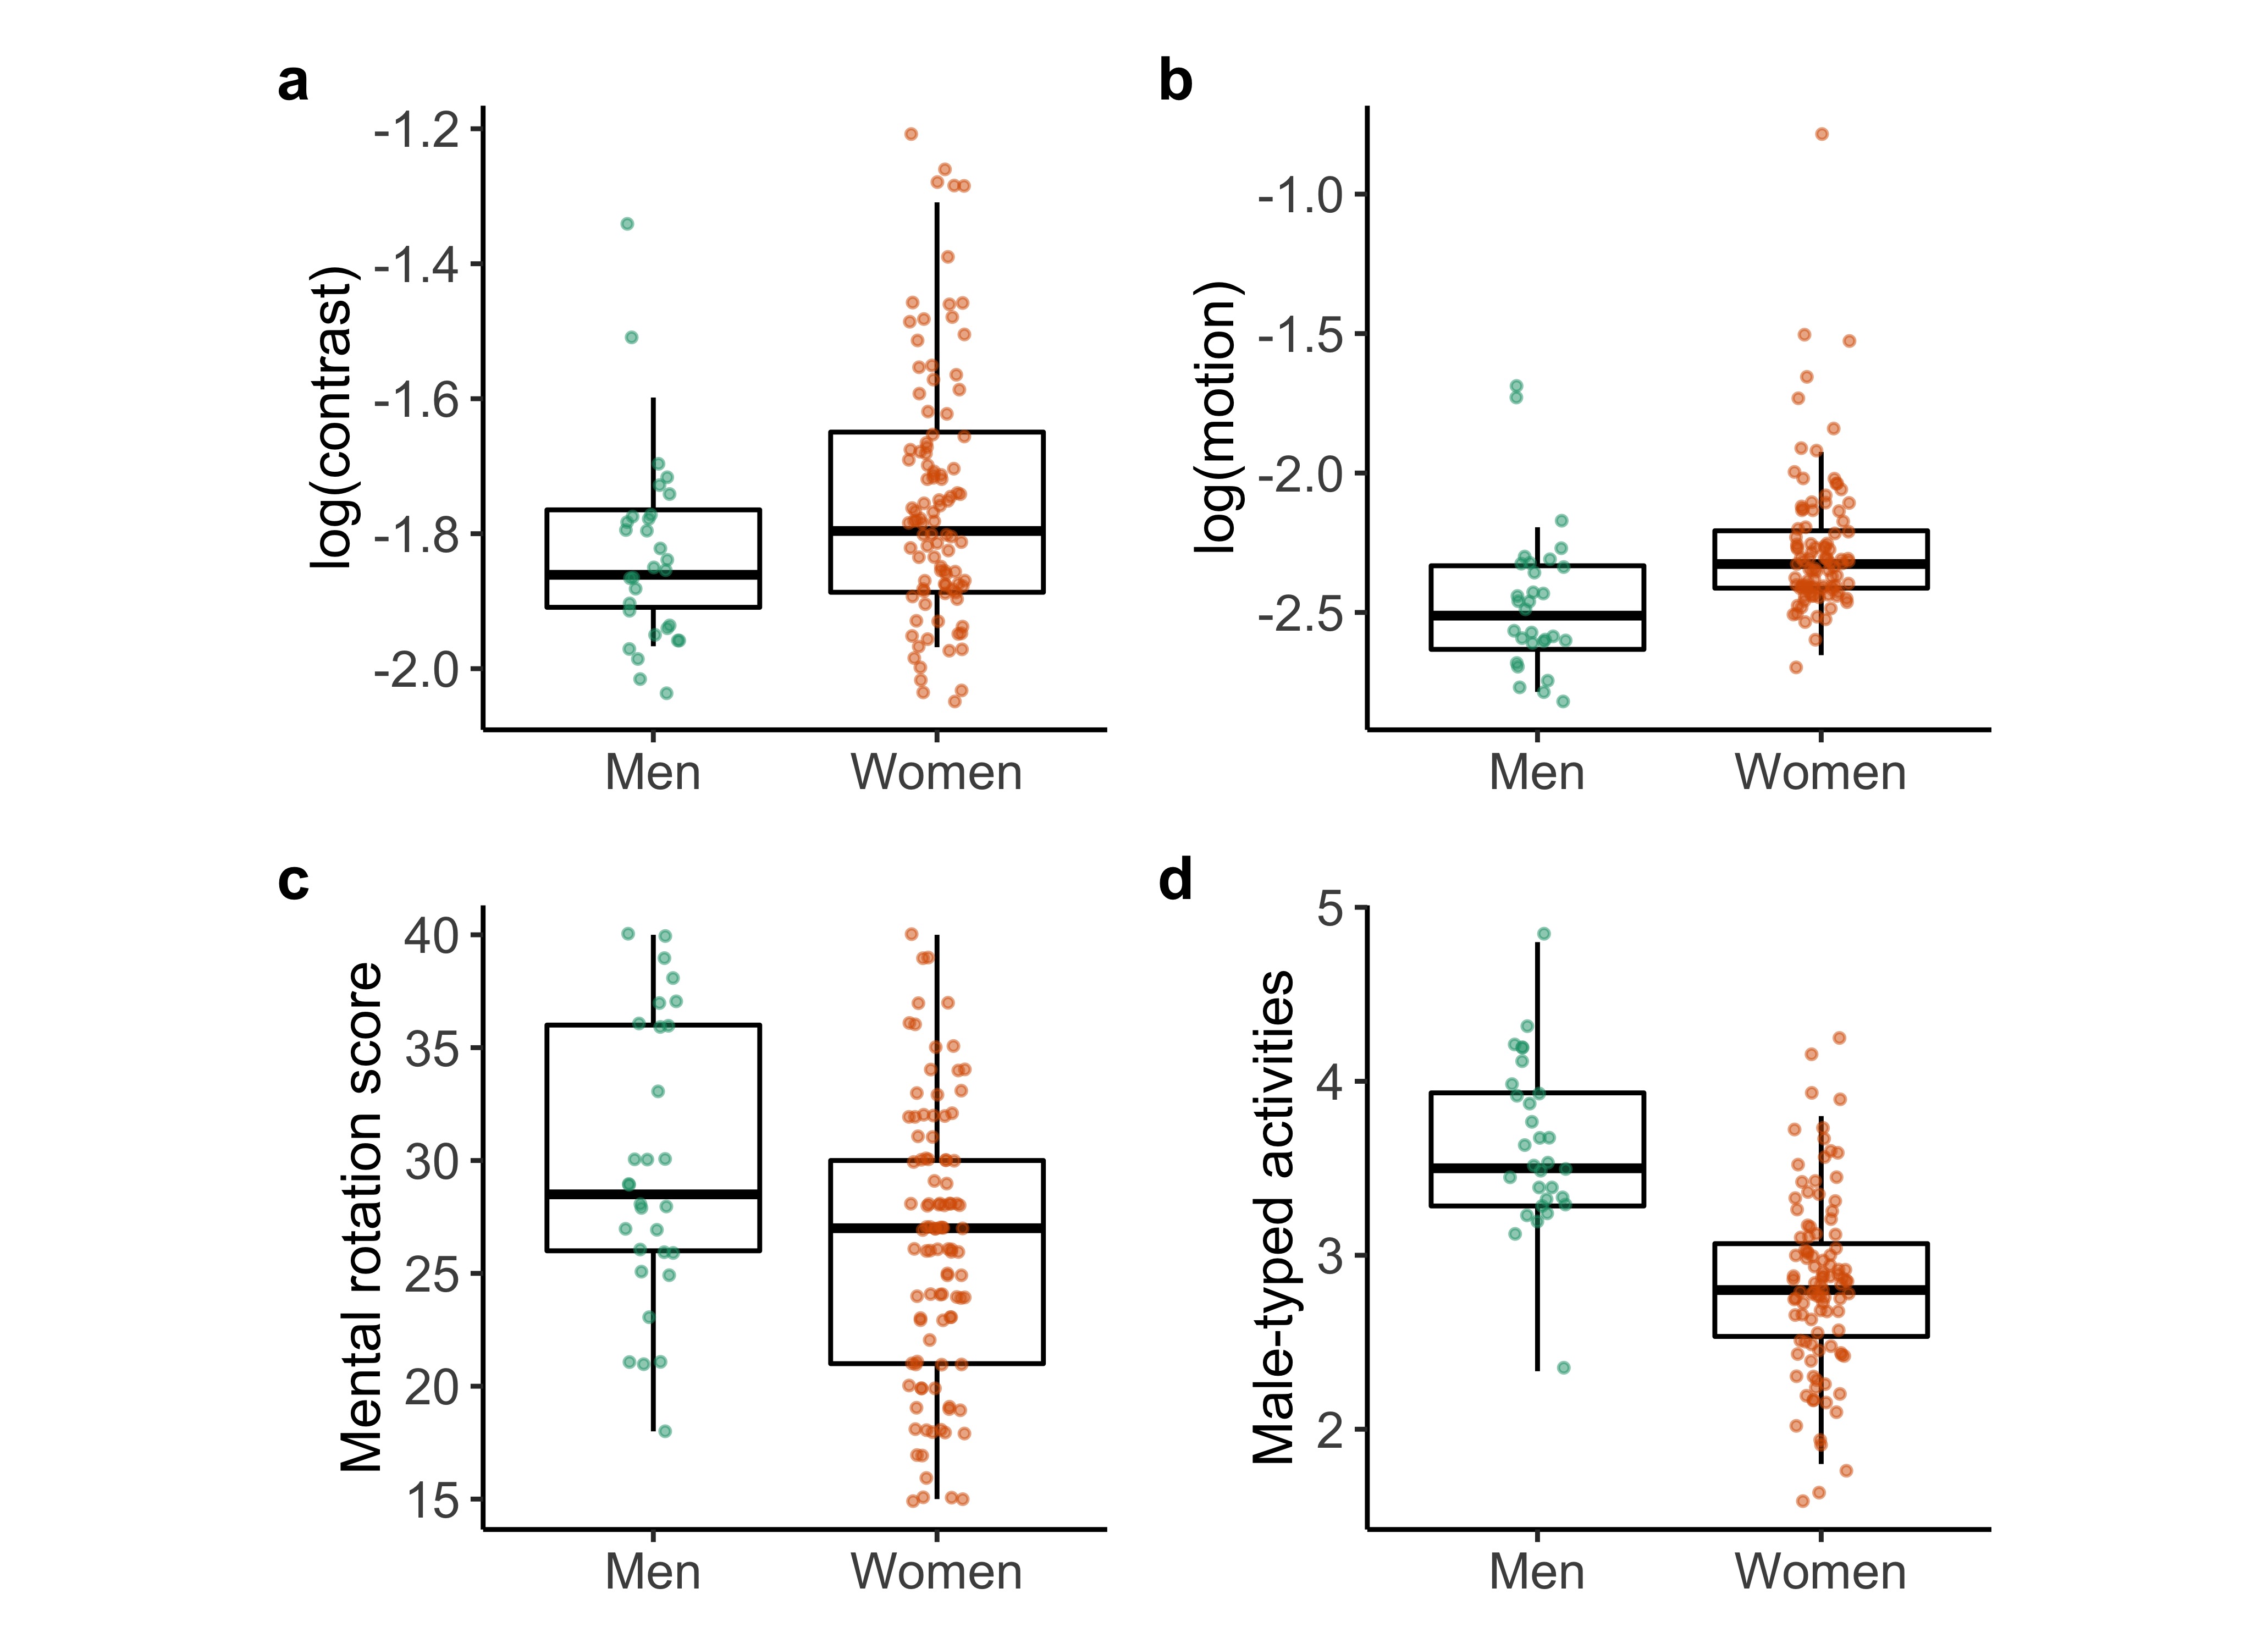 a
log(contrast)
-1.2
-1.4
-1.6
-1.8
-2.0
Men Women
b
log(motion)
-1.0
-1.5
-2.0
-2.5
Men Women
c
Mental rotation score
40
35
30
25
20
15
Men Women
d
Male-typed activities
5
4
3
2
Men Women